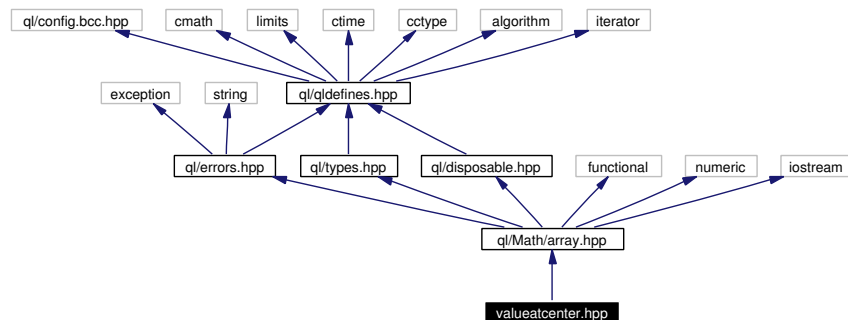 ql/config.bcc.hpp cmath limits ctime cctype algorithm iterator
exception string ql/qldefines.hpp
ql/errors.hpp ql/types.hpp ql/disposable.hpp functional numeric iostream
ql/Math/array.hpp
valueatcenter.hpp